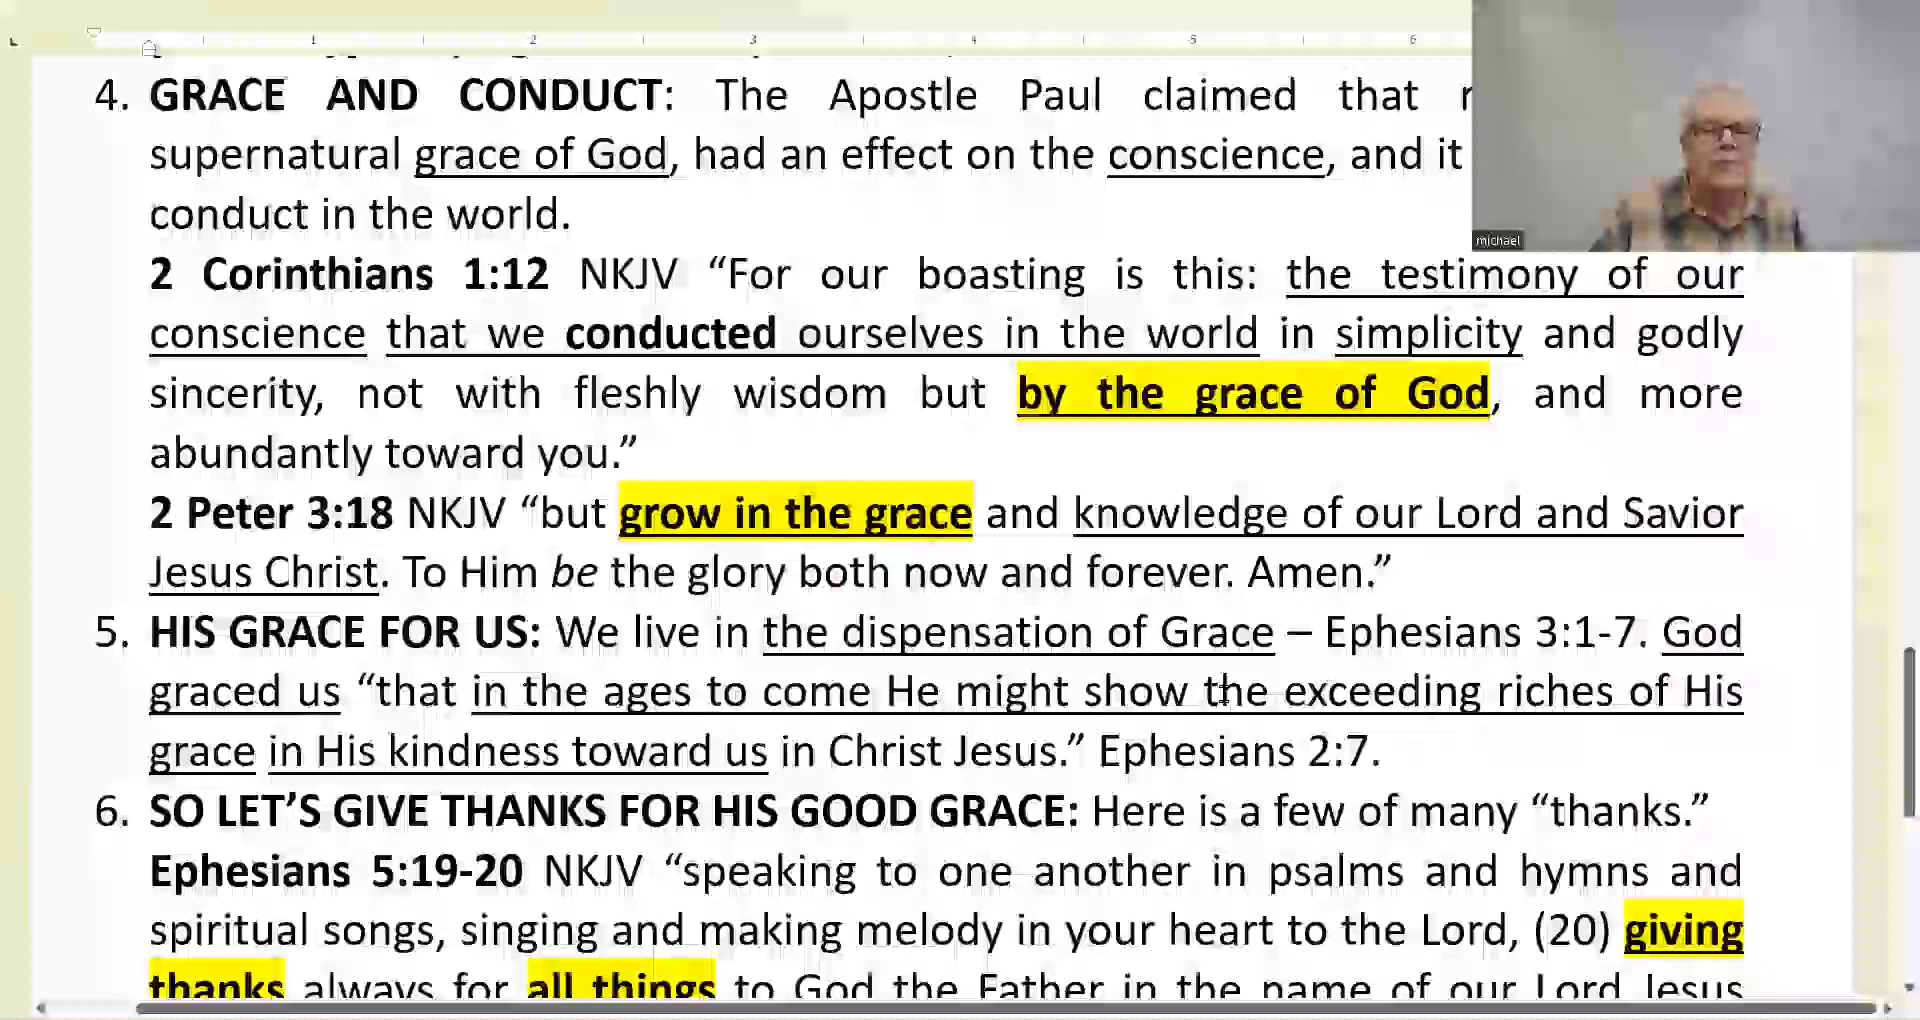 1 2 3 4 5 6
4. GRACE AND CONDUCT: The Apostle Paul claimed that
supernatural grace of God, had an effect on the conscience, and it
conduct in the world.
michael
2 Corinthians 1:12 NKJV “For our boasting is this: the testimony of our
conscience that we conducted ourselves in the world in simplicity and godly
sincerity, not with fleshly wisdom but by the grace of God, and more
abundantly toward you.”
2 Peter 3:18 NKJV “but grow in the grace and knowledge of our Lord and Savior
Jesus Christ. To Him be the glory both now and forever. Amen.”
5. HIS GRACE FOR US: We live in the dispensation of Grace – Ephesians 3:1-7. God
graced us “that in the ages to come He might show the exceeding riches of His
grace in His kindness toward us in Christ Jesus.” Ephesians 2:7.
6. SO LET’S GIVE THANKS FOR HIS GOOD GRACE: Here is a few of many “thanks.”
Ephesians 5:19-20 NKJV “speaking to one another in psalms and hymns and
spiritual songs, singing and making melody in your heart to the Lord, (20) giving
thanks always for all things to God the Father in the name of our Lord Jesus